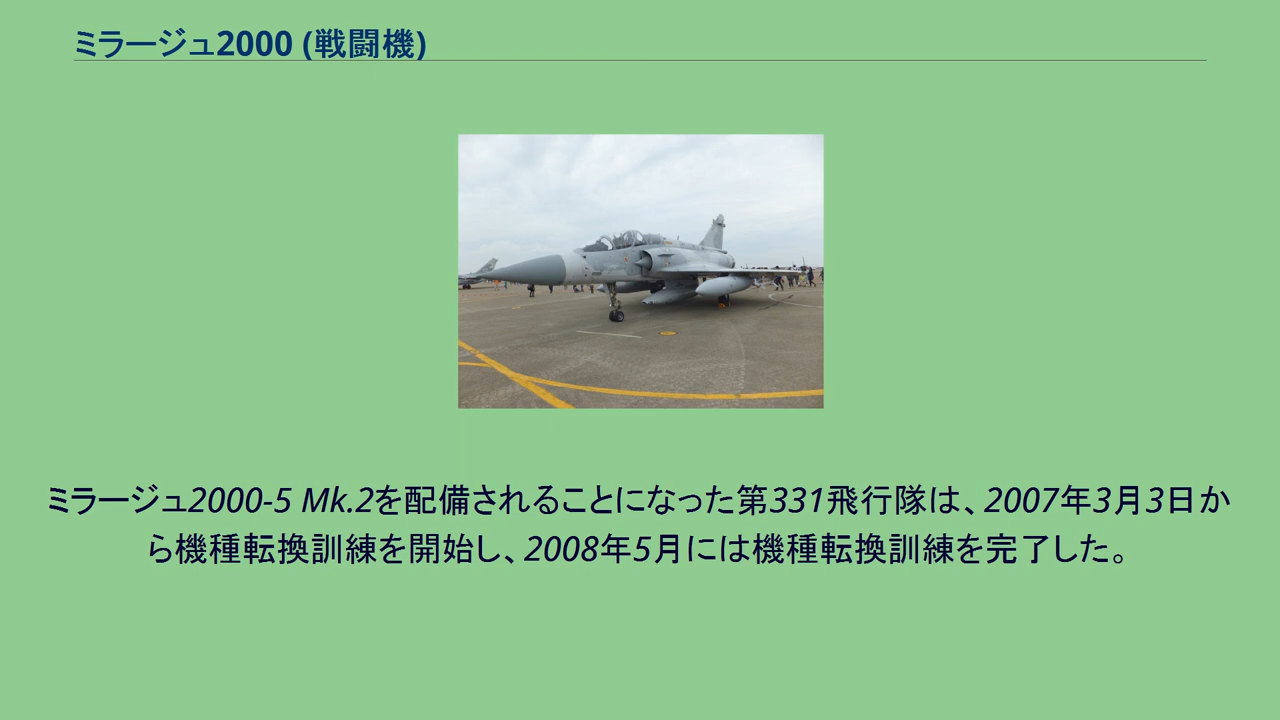 ミラージュ2000 (戦闘機)
ミラージュ2000-5 Mk.2を配備されることになった第331飛行隊は、2007年3月3日か
ら機種転換訓練を開始し、2008年5月には機種転換訓練を完了した。